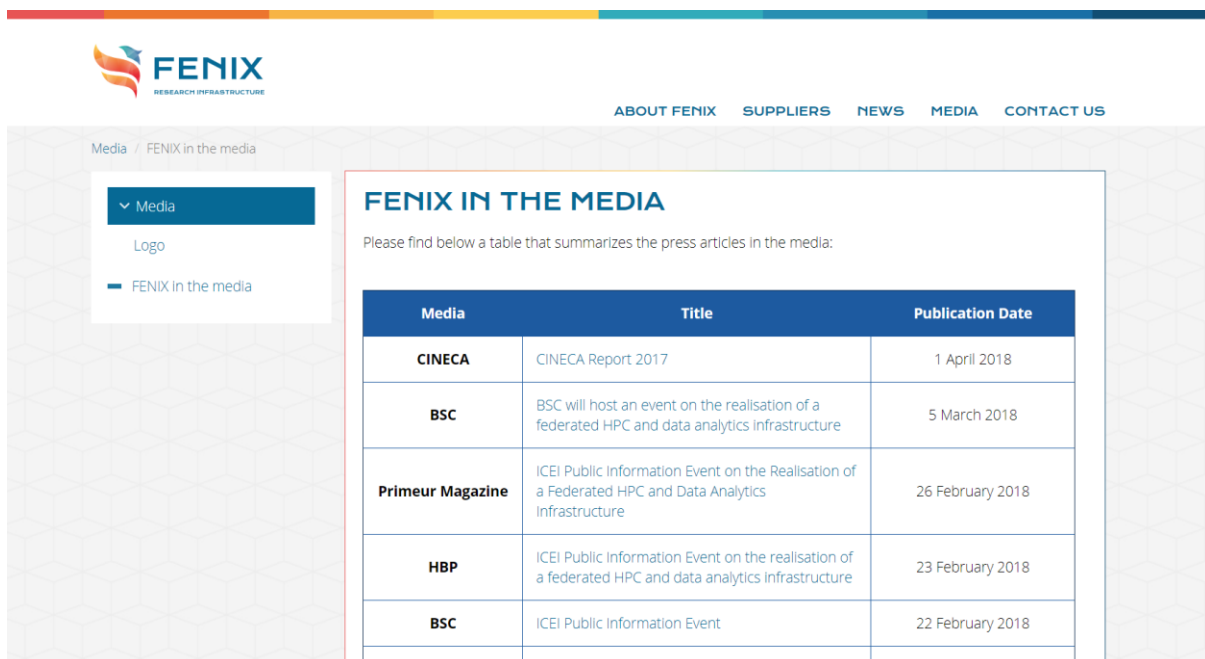 FENIX
RESEARCH INFRASTRUCTURE
ABOUT FENIX SUPPLIERS NEWS MEDIA CONTACT US
Media / FENIX in the media
Media
Logo
FENIX in the media
FENIX IN THE MEDIA
Please find below a table that summarizes the press articles in the media:
Media Title Publication Date
CINECA CINECA Report 2017 1 April 2018
BSC BSC will host an event on the realisation of a
federated HPC and data analytics infrastructure 5 March 2018
Primeur Magazine ICEI Public Information Event on the Realisation of
a Federated HPC and Data Analytics
Infrastructure 26 February 2018
HBP ICEI Public Information Event on the realisation of
a federated HPC and data analytics infrastructure 23 February 2018
BSC ICEI Public Information Event 22 February 2018